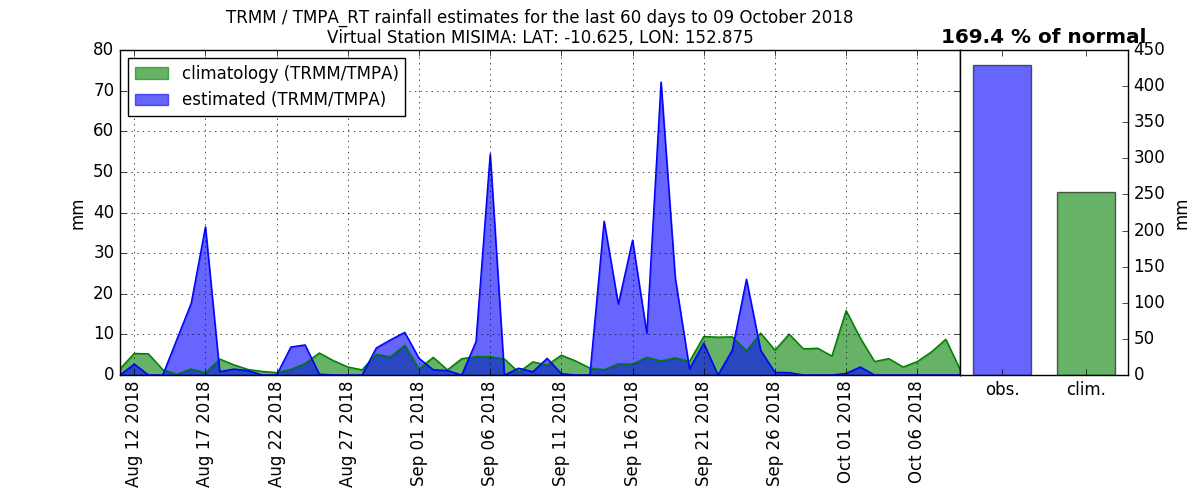 TRMM / TMPA_RT rainfall estimates for the last 60 days to 09 October 2018
Virtual Station MISIMA: LAT: -10.625, LON: 152.875
169.4 % of normal
climatology (TRMM/TMPA)
estimated (TRMM/TMPA)
mm
80
70
60
50
40
30
20
10
0
Aug 12 2018
Aug 17 2018
Aug 22 2018
Aug 27 2018
Sep 01 2018
Sep 06 2018
Sep 11 2018
Sep 16 2018
Sep 21 2018
Sep 26 2018
Oct 01 2018
Oct 06 2018
obs.
clim.
450
400
350
300
250
200
150
100
50
0
mm